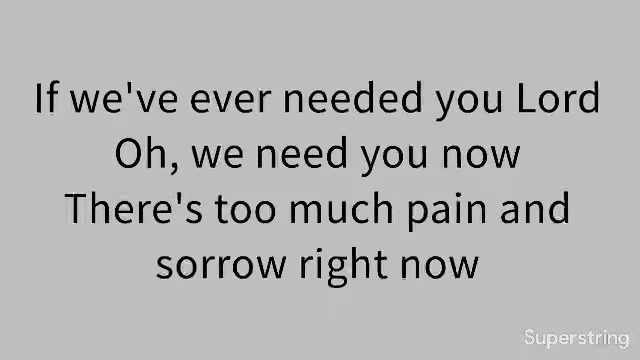 If we've ever needed you Lord
Oh, we need you now
There's too much pain and
sorrow right now
Superstring